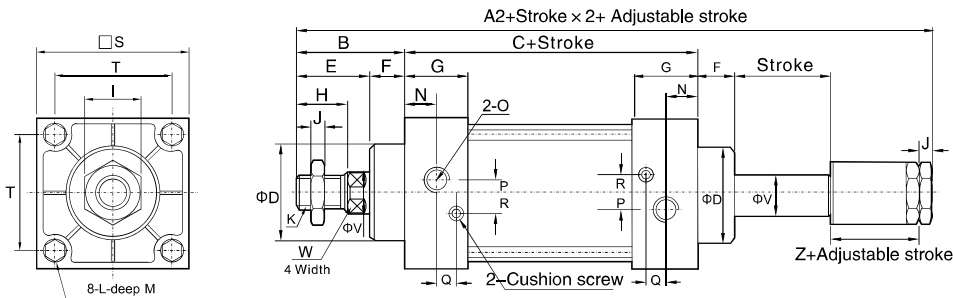 A2+Stroke × 2+ Adjustable stroke
□S
B
C+Stroke
T
E
F
G
G
F
Stroke
I
H
N
N
J
2-O
J
T
P
R
R
P
ΦD
K
ΦV
ΦD
ΦV
W
4 Width
Z+Adjustable stroke
Q
2-Cushion screw
Q
8-L-deep M